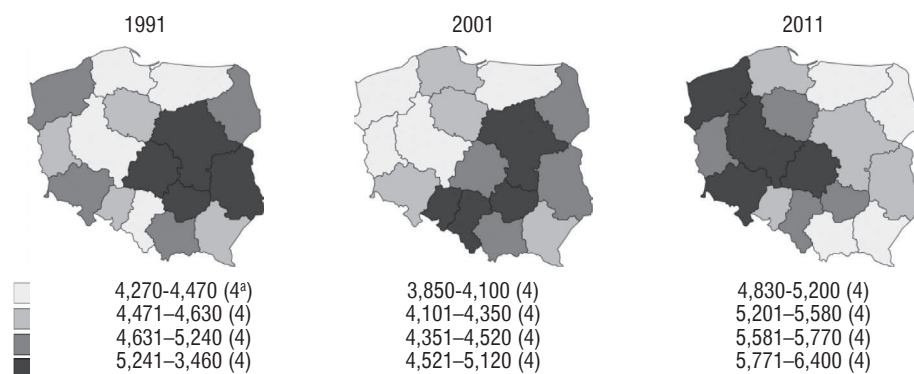 1991 2001 2011
4,270-4,470 (4ª) 3,850-4,100 (4) 4,830-5,200 (4)
4,471–4,630 (4) 4,101–4,350 (4) 5,201–5,580 (4)
4,631–5,240 (4) 4,351–4,520 (4) 5,581–5,770 (4)
5,241–3,460 (4) 4,521–5,120 (4) 5,771–6,400 (4)